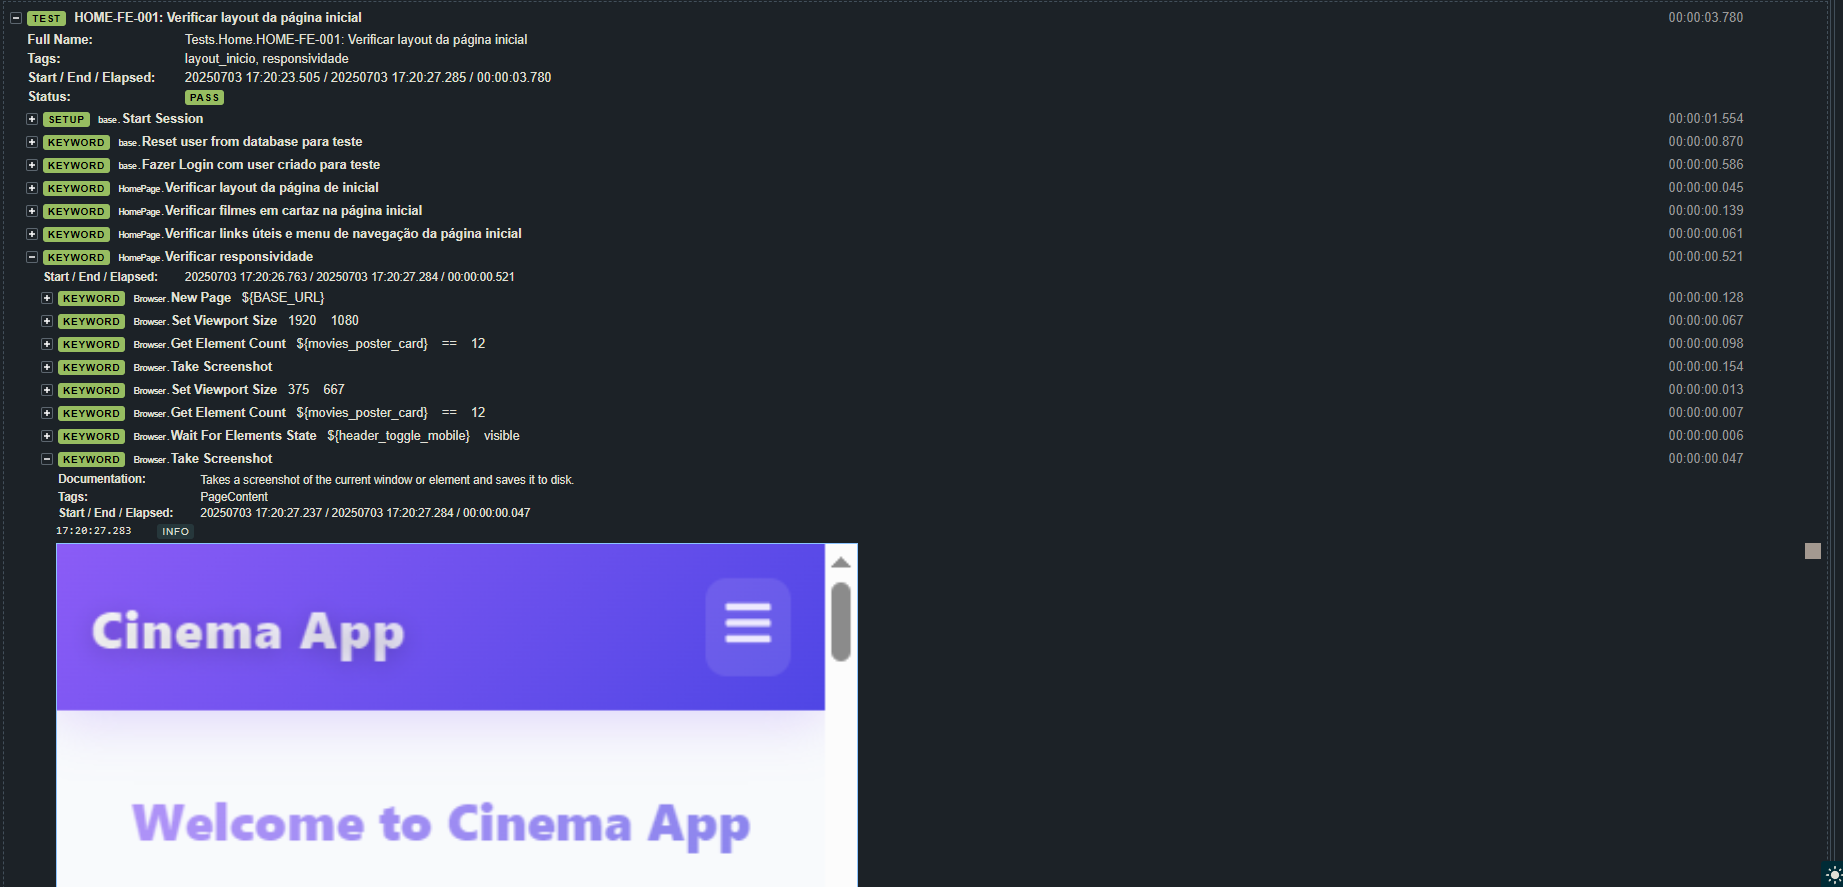 TEST HOME-FE-001: Verificar layout da página inicial 00:00:03.780
Full Name: Tests.Home.HOME-FE-001: Verificar layout da página inicial
Tags: layout_inicio, responsividade
Start / End / Elapsed: 20250703 17:20:23.505 / 20250703 17:20:27.285 / 00:00:03.780
Status: PASS
SETUP base.Start Session 00:00:01.554
KEYWORD base.Reset user from database para teste 00:00:00.870
KEYWORD base.Fazer Login com user criado para teste 00:00:00.586
KEYWORD HomePage.Verificar layout da página de inicial 00:00:00.045
KEYWORD HomePage.Verificar filmes em cartaz na página inicial 00:00:00.139
KEYWORD HomePage.Verificar links úteis e menu de navegação da página inicial 00:00:00.061
KEYWORD HomePage.Verificar responsividade 00:00:00.521
Start / End / Elapsed: 20250703 17:20:26.763 / 20250703 17:20:27.284 / 00:00:00.521
KEYWORD Browser.New Page ${BASE_URL} 00:00:00.128
KEYWORD Browser.Set Viewport Size 1920 1080 00:00:00.067
KEYWORD Browser.Get Element Count ${movies_poster_card} == 12 00:00:00.098
KEYWORD Browser.Take Screenshot 00:00:00.154
KEYWORD Browser.Set Viewport Size 375 667 00:00:00.013
KEYWORD Browser.Get Element Count ${movies_poster_card} == 12 00:00:00.007
KEYWORD Browser.Wait For Elements State ${header_toggle_mobile} visible 00:00:00.006
KEYWORD Browser.Take Screenshot 00:00:00.047
Documentation: Takes a screenshot of the current window or element and saves it to disk.
Tags: PageContent
Start / End / Elapsed: 20250703 17:20:27.237 / 20250703 17:20:27.284 / 00:00:00.047
17:20:27.283 INFO
Cinema App
Welcome to Cinema App